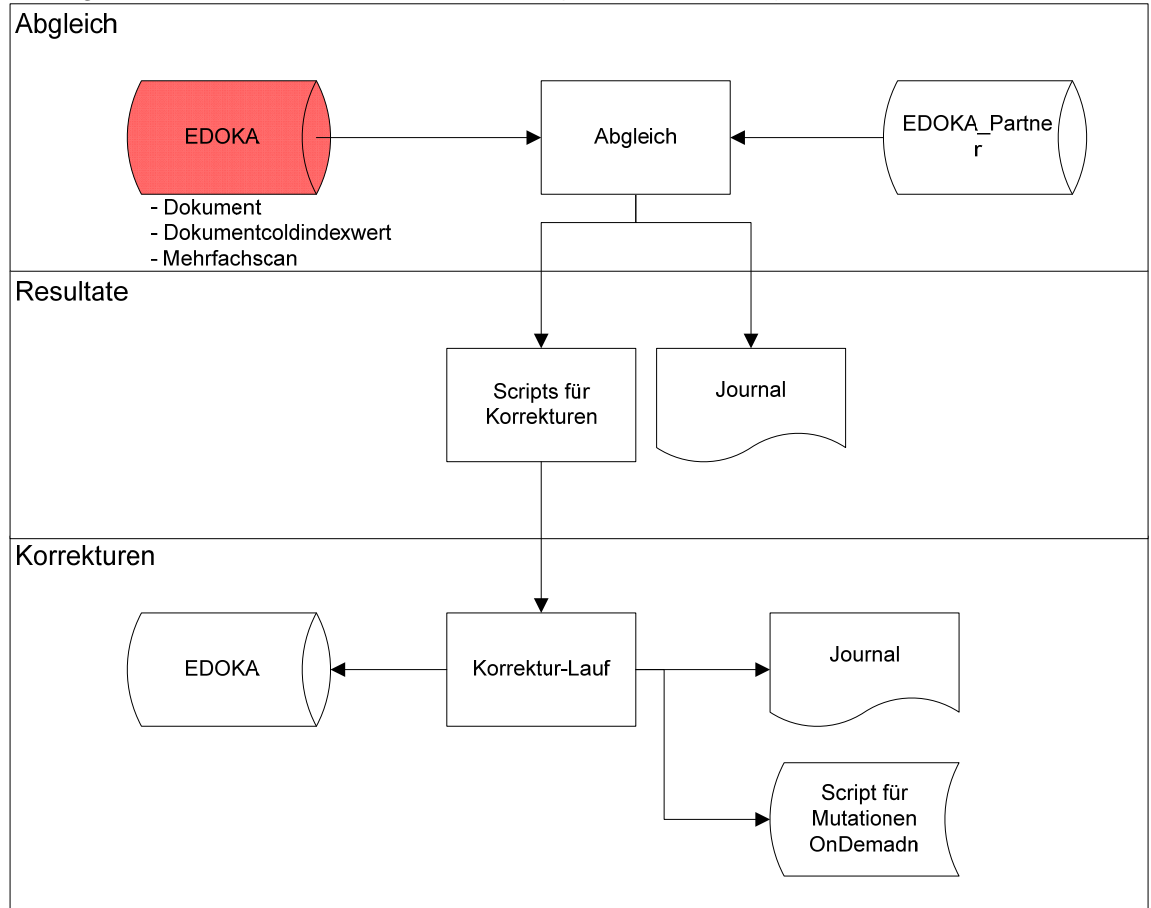 Abgleich
EDOKA
Abgleich
EDOKA_Partne
r
- Dokument
- Dokumentcoldindexwert
- Mehrfachscan
Resultate
Scripts für
Korrekturen
Journal
Korrekturen
EDOKA
Korrektur-Lauf
Journal
Script für
Mutationen
OnDemadn